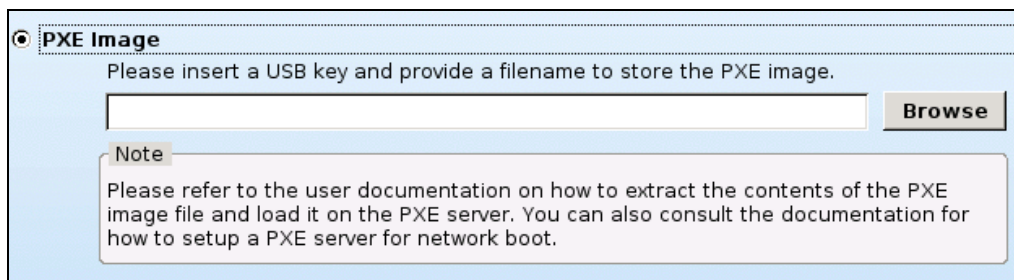 PXE Image
Please insert a USB key and provide a filename to store the PXE image.
Browse
Note
Please refer to the user documentation on how to extract the contents of the PXE
image file and load it on the PXE server. You can also consult the documentation for
how to setup a PXE server for network boot.